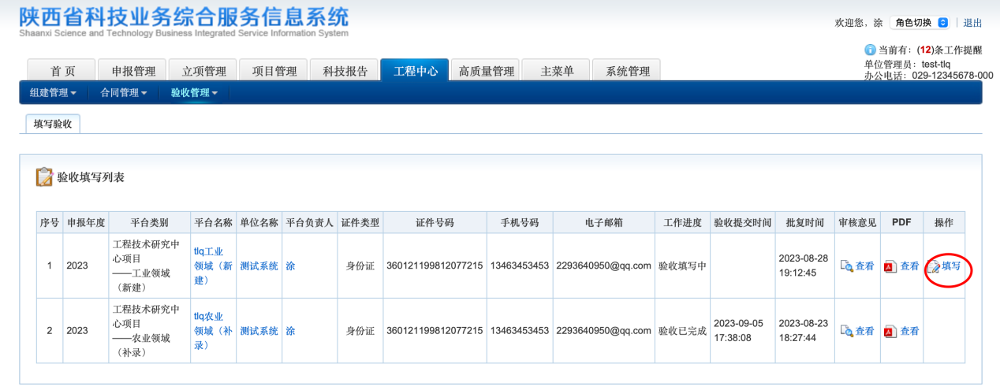 陕西省科技业务综合服务信息系统
Shaanxi Science and Technology Business Integrated Service Information System
欢迎您，涂 角色切换 | 退出
当前有：(12)条工作提醒
单位管理员：test-tlq
办公电话：029-12345678-000
首 页 申报管理 立项管理 项目管理 科技报告 工程中心 高质量管理 主菜单 系统管理
组建管理 合同管理 验收管理
填写验收
验收填写列表
序号 申报年度 平台类别 平台名称 单位名称 平台负责人 证件类型 证件号码 手机号码 电子邮箱 工作进度 验收提交时间 批复时间 审核意见 PDF 操作
工程技术研究中
心项目
——工业领域
（新建）
1 2023 tlq工业
领域（新
建）
测试系统 涂 身份证 360121199812077215 13463453453 2293640950@qq.com 验收填写中 2023-08-28
19:12:45
查看 查看 填写
工程技术研究中
心项目
——农业领域
（补录）
2 2023 tlq农业
领域（补
录）
测试系统 涂 身份证 360121199812077215 13463453453 2293640950@qq.com 验收已完成 2023-09-05
17:38:08
2023-08-23
18:27:44
查看 查看